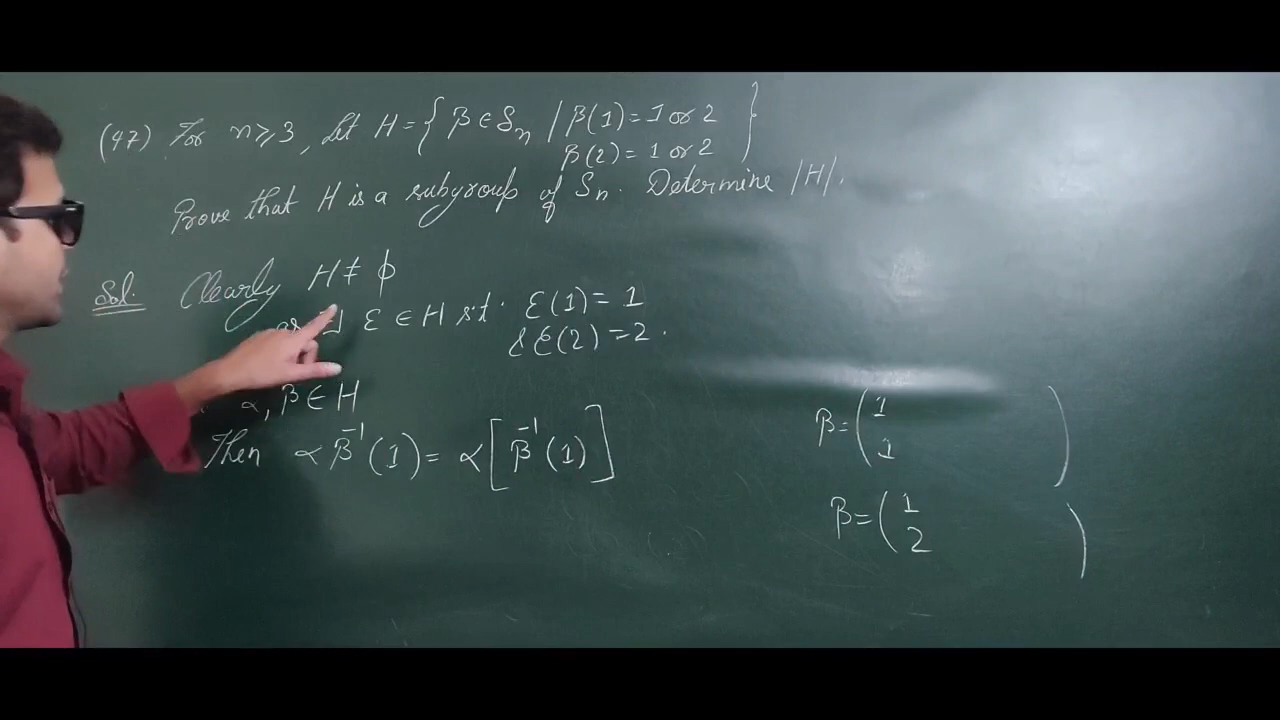 (47) For n≥3, Let H={ β∈Sn / β(1)=1 or 2
β(2)=1 or 2 }
Prove that H is a subgroup of Sn. Determine |H|.
Sol. Clearly H≠ϕ
as ∃ ε∈H s.t. ε(1)=1
& ε(2)=2.
α, β∈H
Then αβ⁻¹(1)= α[β⁻¹(1)]
β=(1
1 )
β=(1
2 )